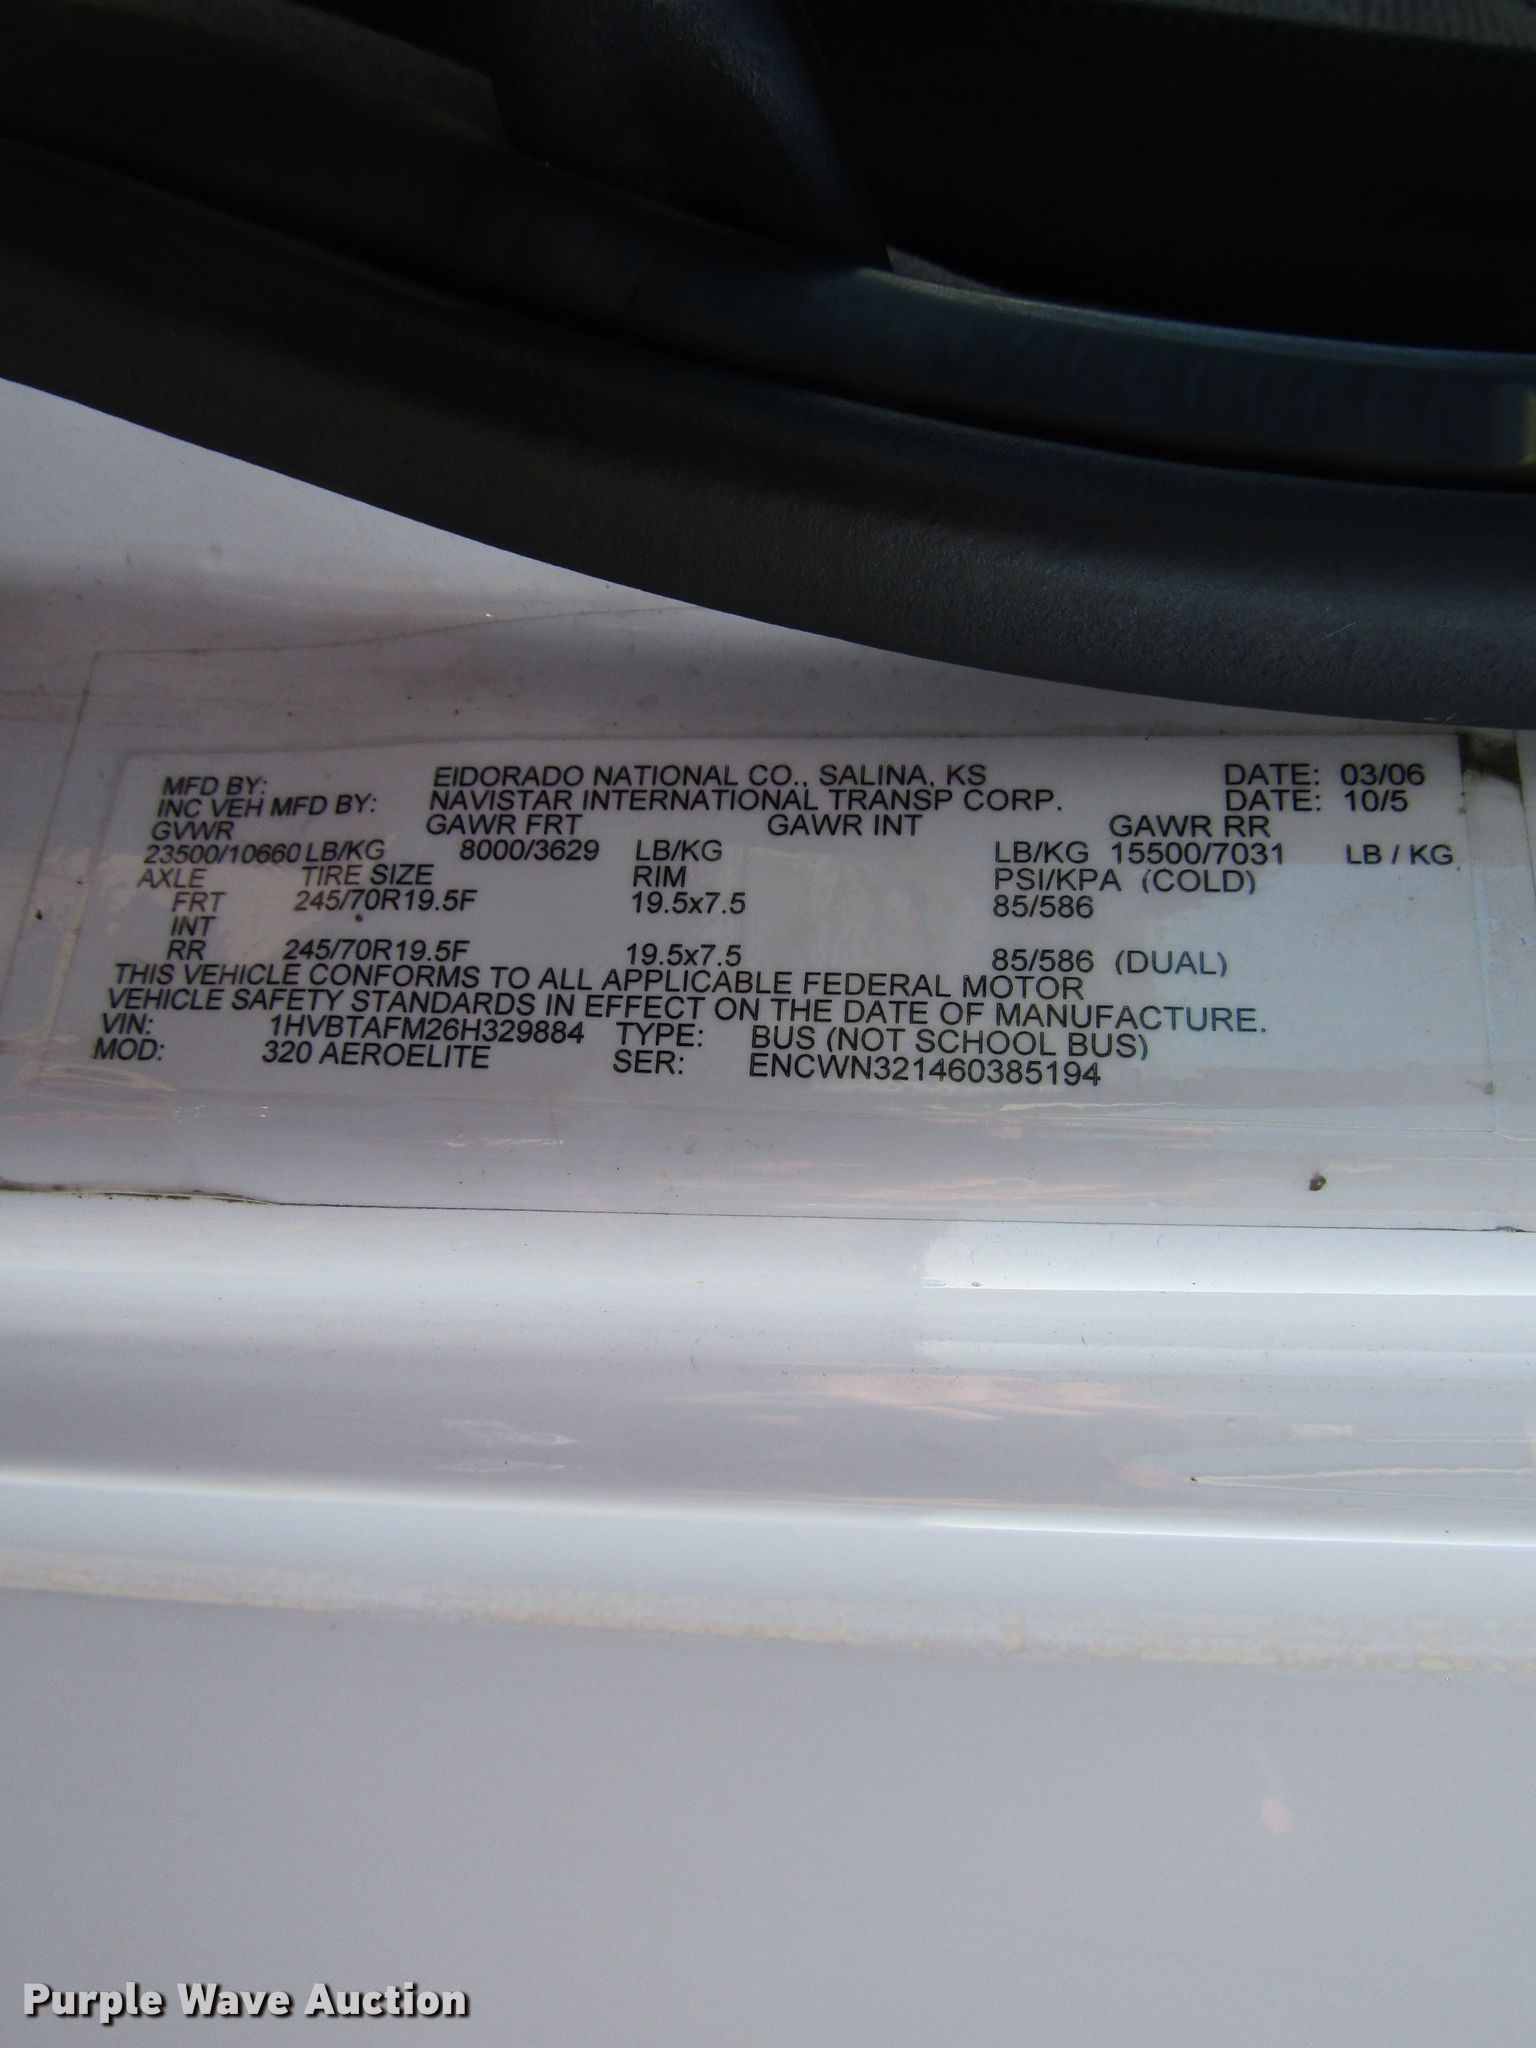 MFD BY: EIDORADO NATIONAL CO., SALINA, KS DATE: 03/06
INC VEH MFD BY: NAVISTAR INTERNATIONAL TRANSP CORP. DATE: 10/5
GVWR GAWR FRT GAWR INT GAWR RR
23500/10660 LB/KG 8000/3629 LB/KG LB/KG 15500/7031 LB / KG
AXLE TIRE SIZE RIM PSI/KPA (COLD)
FRT 245/70R19.5F 19.5x7.5 85/586
INT
RR 245/70R19.5F 19.5x7.5 85/586 (DUAL)
THIS VEHICLE CONFORMS TO ALL APPLICABLE FEDERAL MOTOR
VEHICLE SAFETY STANDARDS IN EFFECT ON THE DATE OF MANUFACTURE.
VIN: 1HVBTAFM26H329884 TYPE: BUS (NOT SCHOOL BUS)
MOD: 320 AEROELITE SER: ENCWN321460385194
Purple Wave Auction